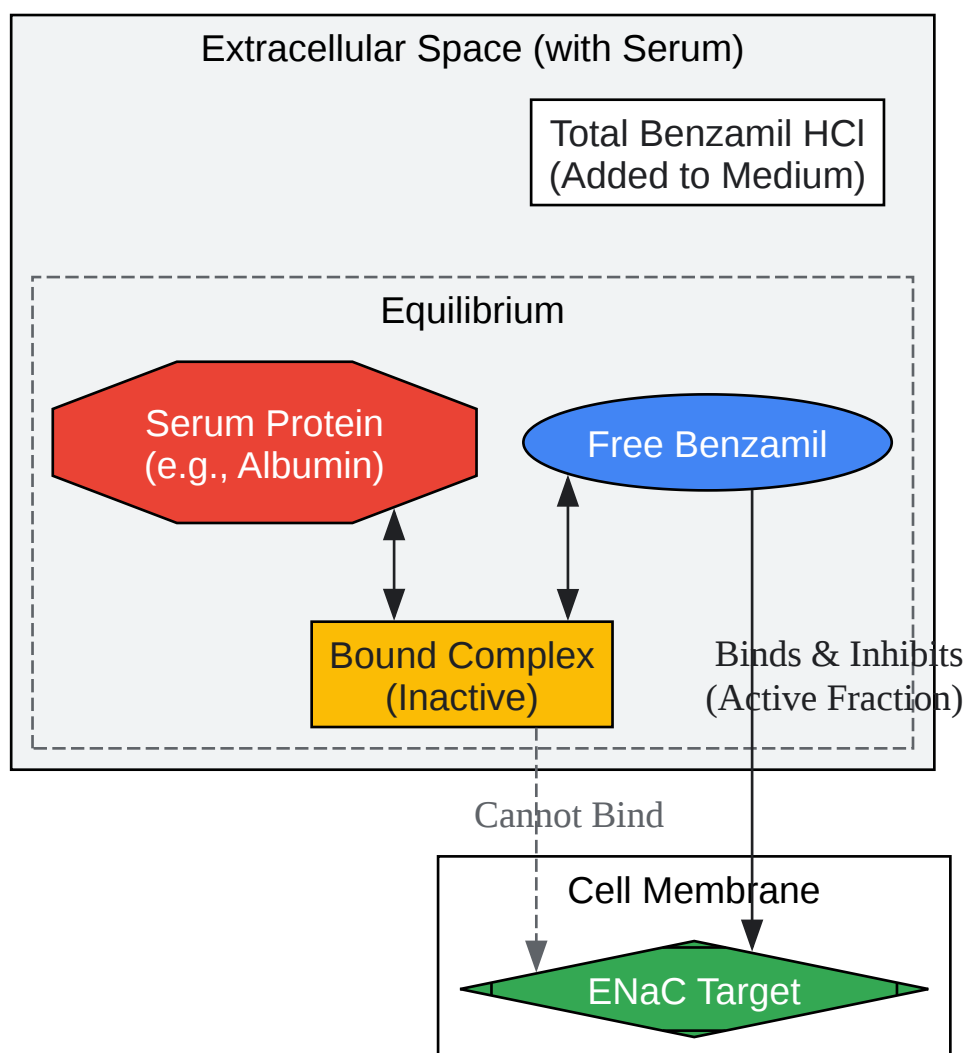 Extracellular Space (with Serum)
Total Benzamil HCl
(Added to Medium)
Equilibrium
Serum Protein
(e.g., Albumin)
Free Benzamil
Bound Complex
(Inactive)
Binds & Inhibits
(Active Fraction)
Cannot Bind
Cell Membrane
ENaC Target